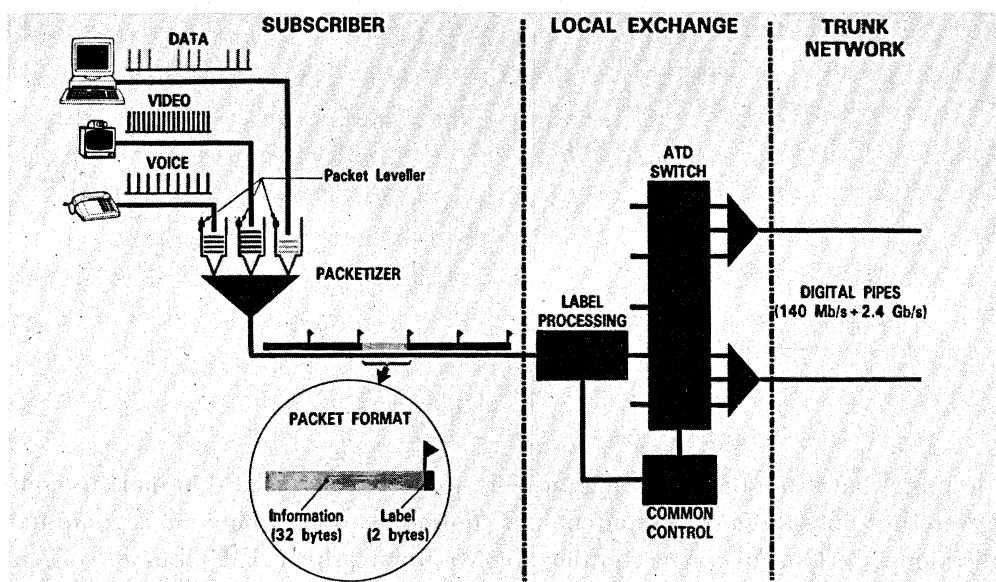 SUBSCRIBER
LOCAL EXCHANGE
TRUNK
NETWORK
DATA
VIDEO
VOICE
Packet Leveller
PACKETIZER
ATD
SWITCH
LABEL
PROCESSING
DIGITAL PIPES
(140 Mb/s÷2.4 Gb/s)
PACKET FORMAT
Information
(32 bytes)
Label
(2 bytes)
COMMON
CONTROL